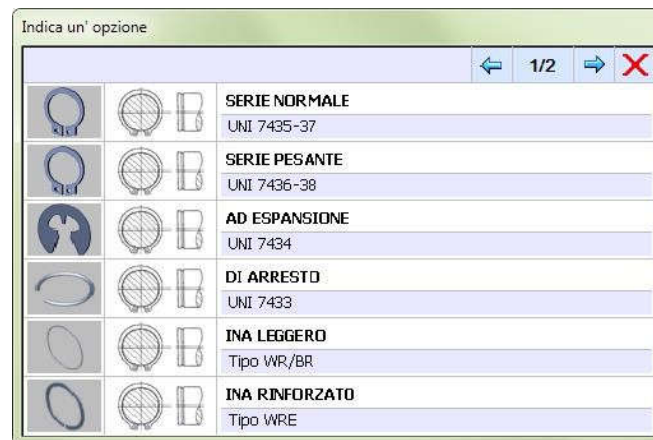 Indica un' opzione
1/2
SERIE NORMALE
UNI 7435-37
SERIE PESANTE
UNI 7436-38
AD ESPANSIONE
UNI 7434
DI ARRESTO
UNI 7433
INA LEGGERO
Tipo WR/BR
INA RINFORZATO
Tipo WRE